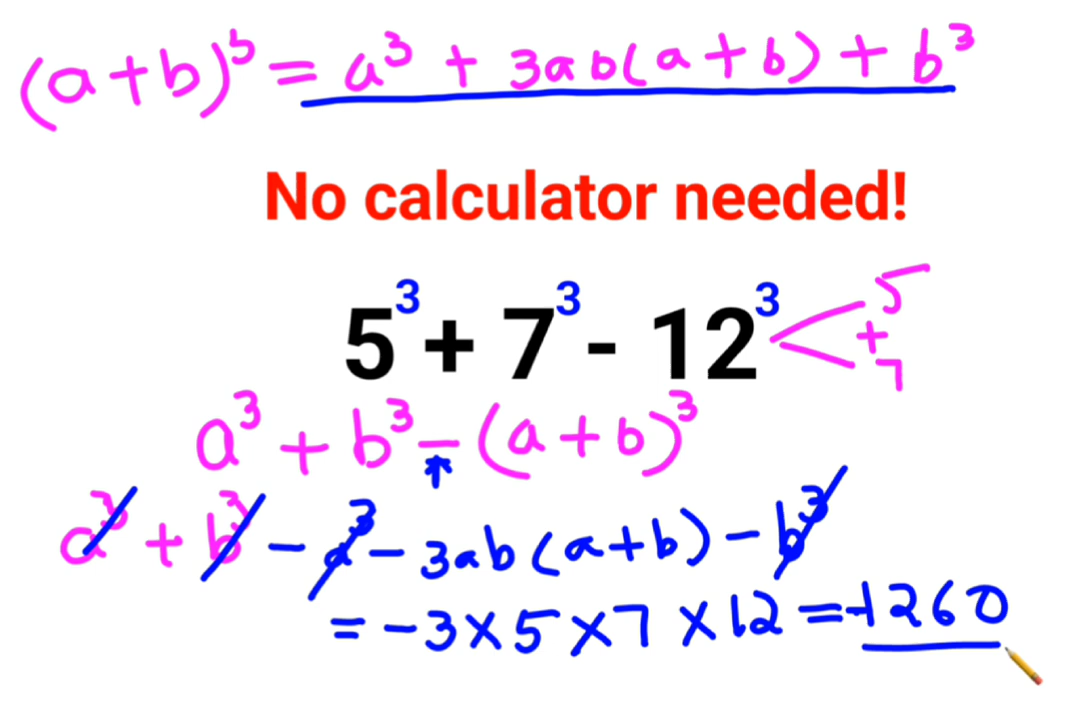 (a+b)³ = a³ + 3ab(a+b) + b³
No calculator needed!
5³ + 7³ - 12³ < 5 + 7
a³ + b³ - (a+b)³
a³ + b³ - a³ - 3ab(a+b) - b³
= -3×5×7×12 = -1260